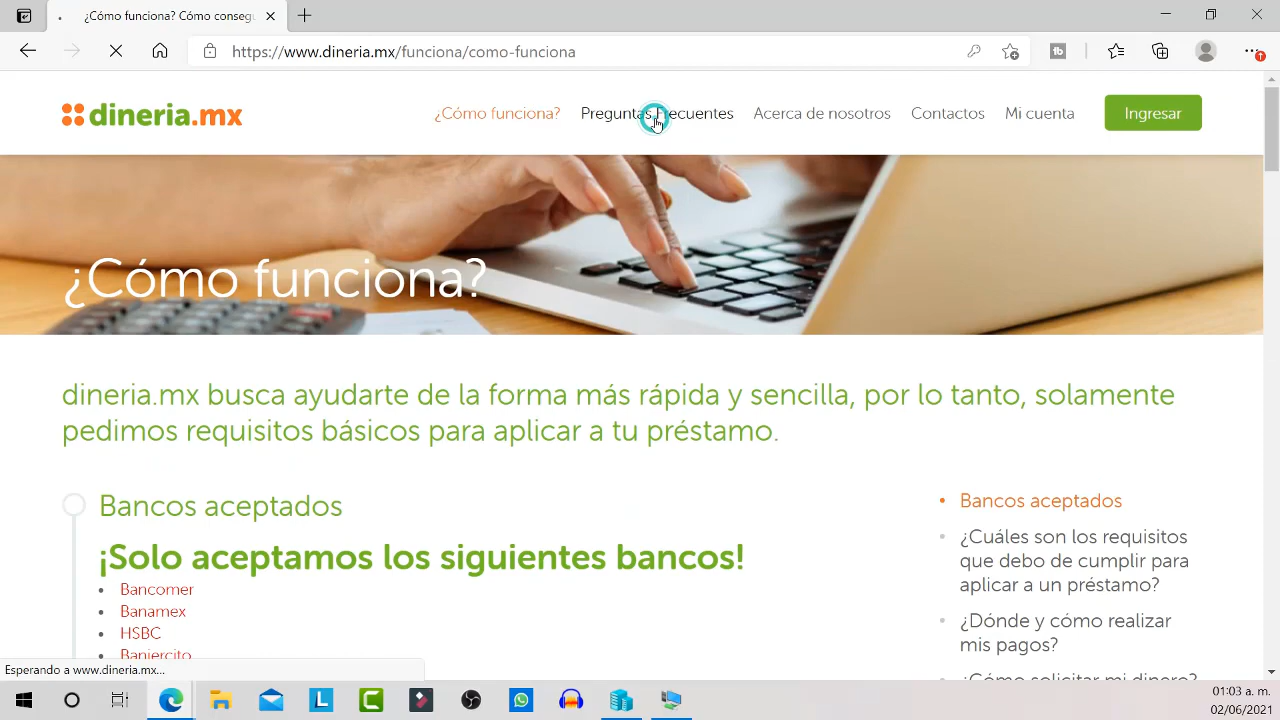 ¿Cómo funciona? Cómo conseg
https://www.dineria.mx/funciona/como-funciona
dineria.mx
¿Cómo funciona?
Preguntas Frecuentes
Acerca de nosotros
Contactos
Mi cuenta
Ingresar
¿Cómo funciona?
dineria.mx busca ayudarte de la forma más rápida y sencilla, por lo tanto, solamente
pedimos requisitos básicos para aplicar a tu préstamo.
Bancos aceptados
¡Solo aceptamos los siguientes bancos!
Bancomer
Banamex
HSBC
Banjercito
Bancos aceptados
¿Cuáles son los requisitos
que debo de cumplir para
aplicar a un préstamo?
¿Dónde y cómo realizar
mis pagos?
¿Cómo solicitar mi dinero?
Esperando a www.dineria.mx...
01:03 a. m.
02/06/2021